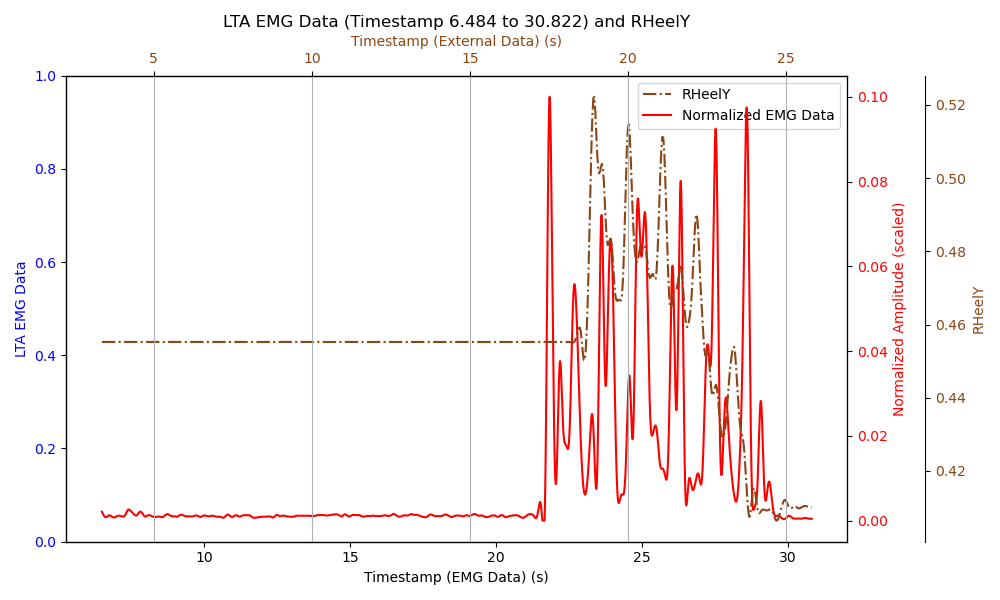 LTA EMG Data (Timestamp 6.484 to 30.822) and RHeelY
Timestamp (External Data) (s)
5 10 15 20 25
1.0
0.8
0.6
0.4
0.2
0.0
LTA EMG Data
RHeelY
Normalized EMG Data
0.10
0.08
0.06
0.04
0.02
0.00
Normalized Amplitude (scaled)
0.52
0.50
0.48
0.46
0.44
0.42
RHeelY
10 15 20 25 30
Timestamp (EMG Data) (s)